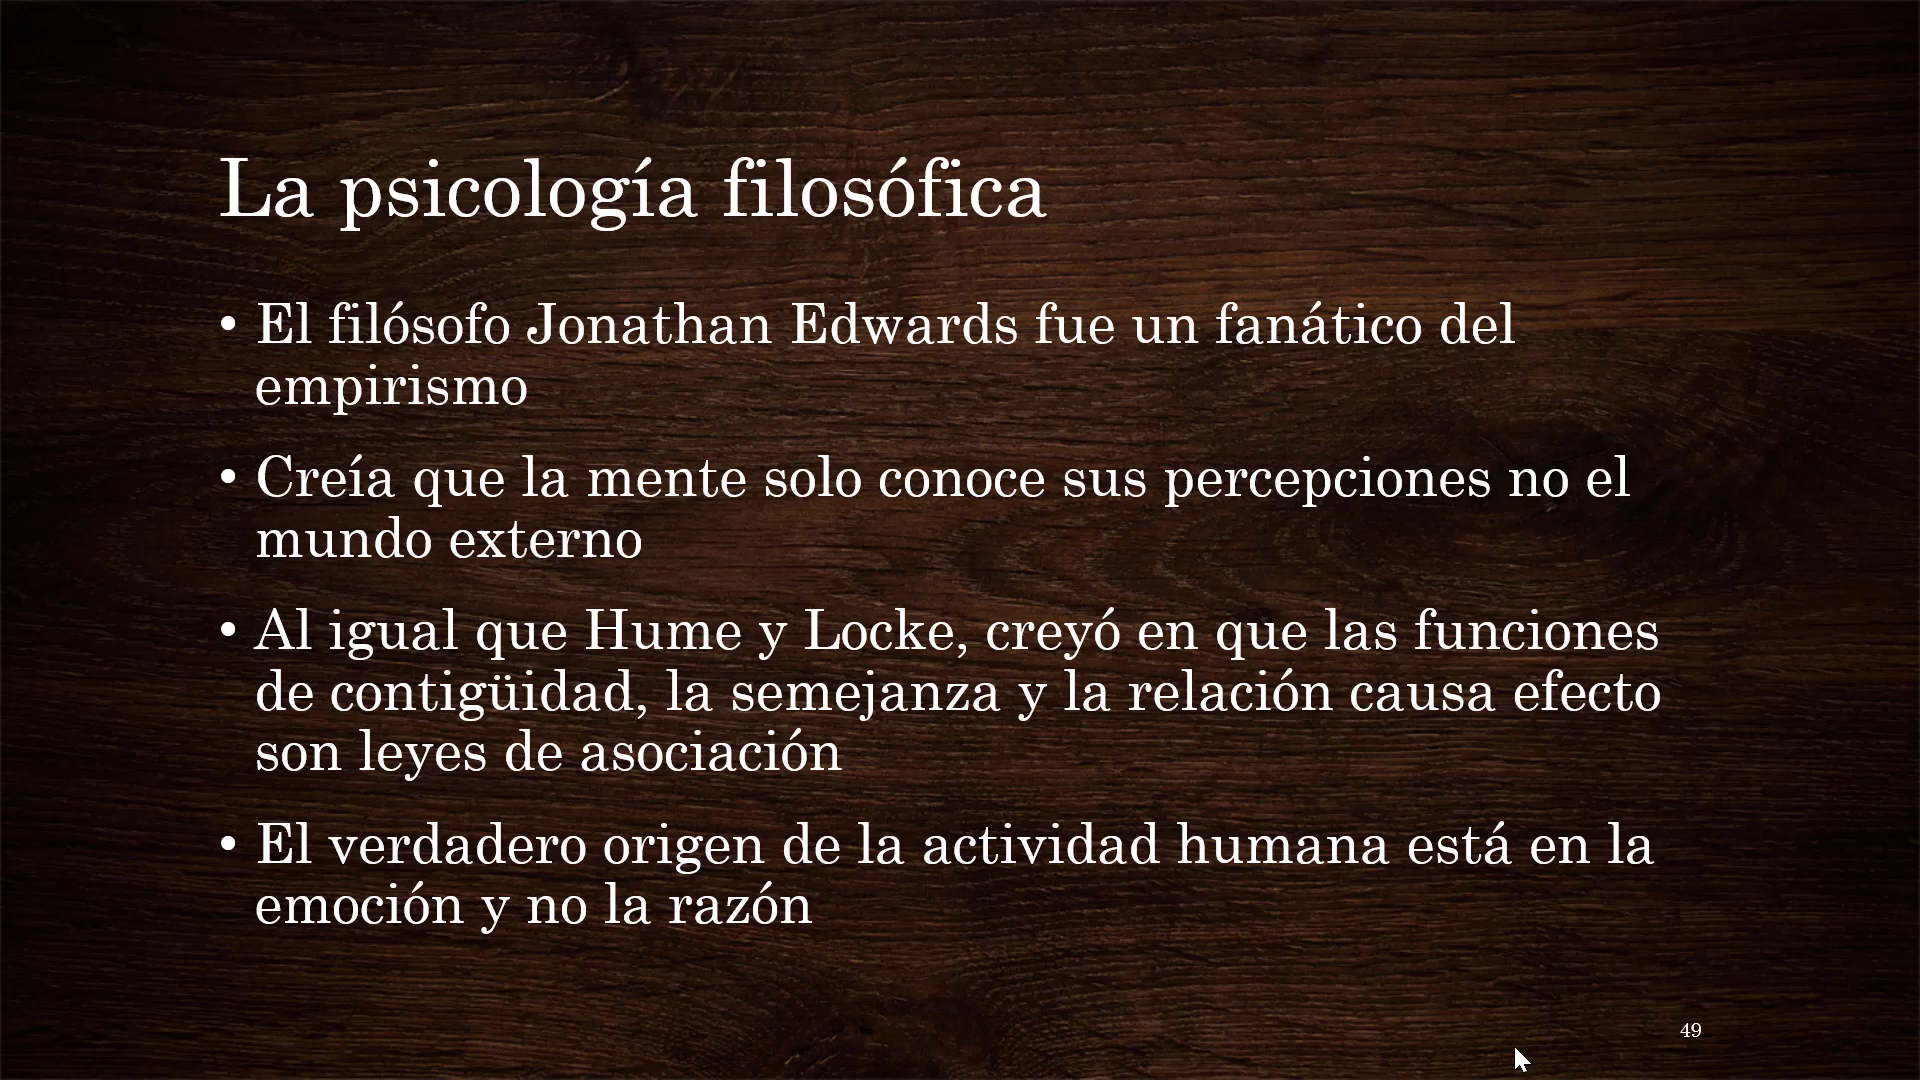 La psicología filosófica
• El filósofo Jonathan Edwards fue un fanático del
empirismo
• Creía que la mente solo conoce sus percepciones no el
mundo externo
• Al igual que Hume y Locke, creyó en que las funciones
de contigüidad, la semejanza y la relación causa efecto
son leyes de asociación
• El verdadero origen de la actividad humana está en la
emoción y no la razón
49